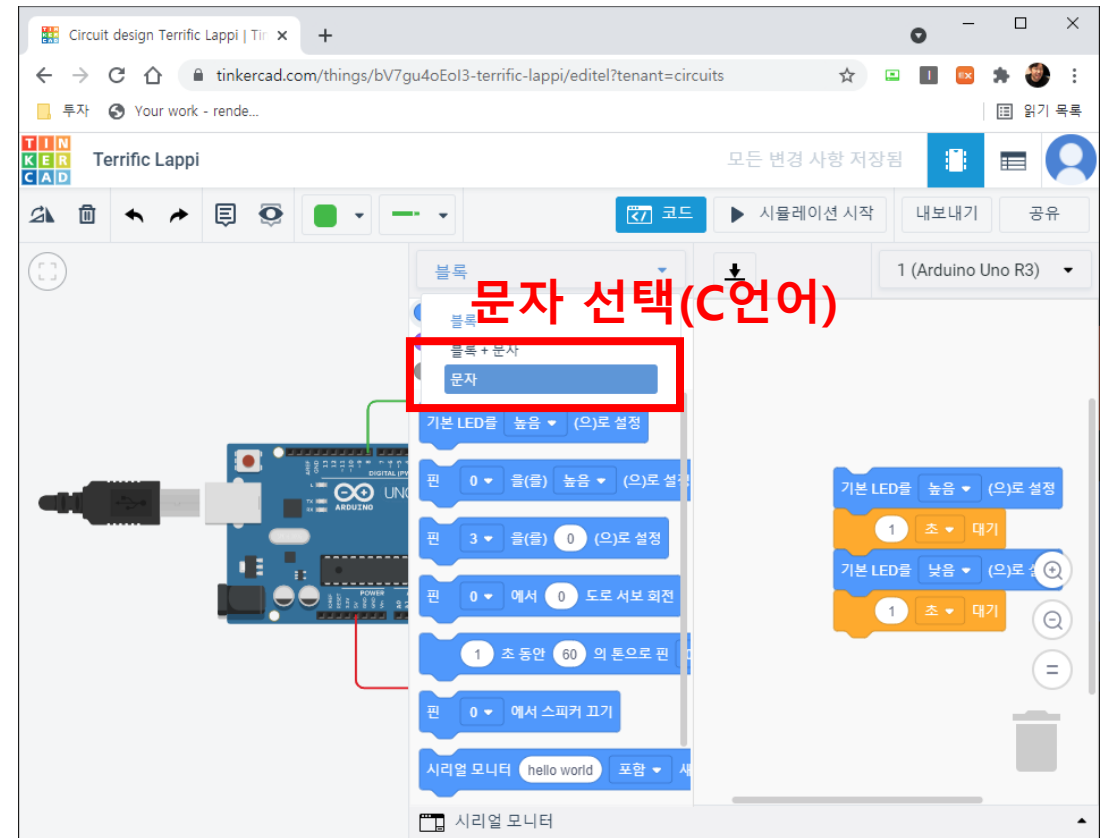 Circuit design Terrific Lappi | Tin
tinkercad.com/things/bV7gu4oEoI3-terrific-lappi/editel?tenant=circuits
투자 Your work - rende... 읽기 목록
TIN
KER
CAD
Terrific Lappi 모든 변경 사항 저장됨
코드 시뮬레이션 시작 내보내기 공유
블록 1 (Arduino Uno R3)
문자 선택(C언어)
블록
블록 + 문자
문자
기본 LED를 높음 (으)로 설정
핀 0 을(를) 높음 (으)로 설정
핀 3 을(를) 0 (으)로 설정
핀 0 에서 0 도로 서보 회전
1 초 동안 60 의 톤으로 핀
핀 0 에서 스피커 끄기
시리얼 모니터 hello world 포함
기본 LED를 높음 (으)로 설정
1 초 대기
기본 LED를 낮음 (으)로
1 초 대기
DIGITAL
UNO
ARDUINO
POWER
시리얼 모니터